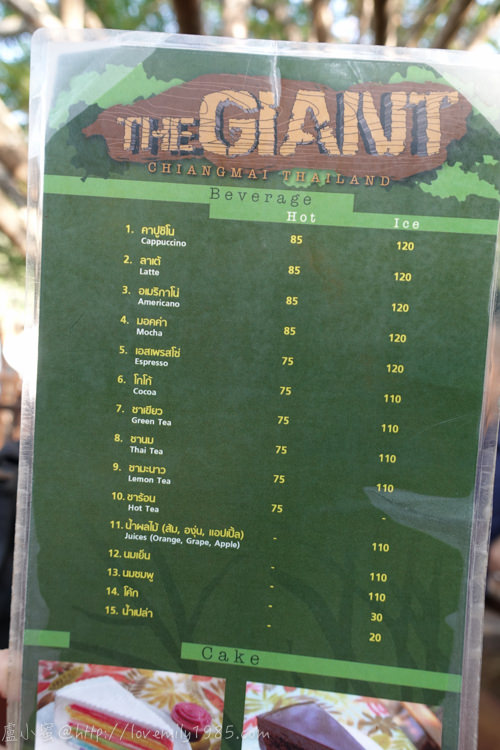 THE GIANT
CHIANGMAI THAILAND
Beverage
Hot Ice
1. คาปูชิโน 85 120
Cappuccino
2. ลาเต้ 85 120
Latte
3. อเมริกาโน่ 85 120
Americano
4. มอคค่า 85 120
Mocha
5. เอสเพรสโซ่ 75 120
Espresso
6. โกโก้ 75 110
Cocoa
7. ชาเขียว 75 110
Green Tea
8. ชานม 75 110
Thai Tea
9. ชามะนาว 75 110
Lemon Tea
10. ชาร้อน 75 -
Hot Tea
11. น้ำผลไม้ (ส้ม, องุ่น, แอปเปิ้ล) - 110
Juices (Orange, Grape, Apple)
12. นมเย็น - 110
13. นมชมพู - 110
14. โค้ก - 30
15. น้ำเปล่า - 20
Cake
盧小蜜@http://lovemily1985.com